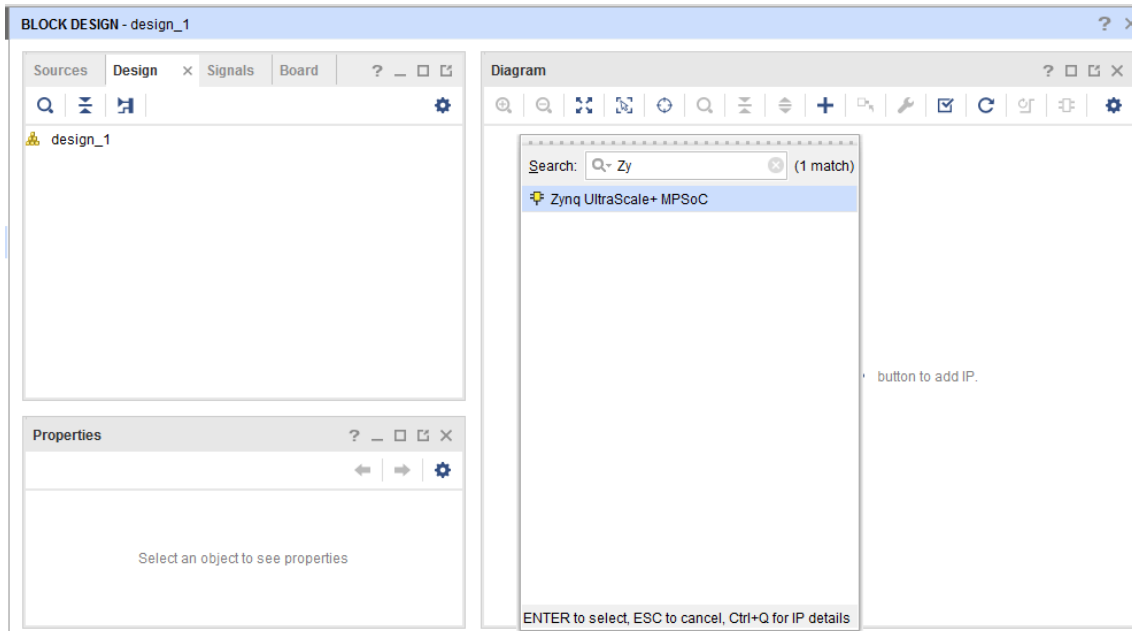 BLOCK DESIGN - design_1
Sources Design Signals Board
design_1
Properties
Select an object to see properties
Diagram
Search: Zy (1 match)
Zynq UltraScale+ MPSoC
button to add IP.
ENTER to select, ESC to cancel, Ctrl+Q for IP details